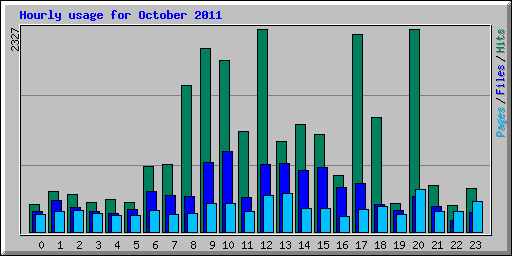 Hourly usage for October 2011
2327
Pages / Files / Hits
0 1 2 3 4 5 6 7 8 9 10 11 12 13 14 15 16 17 18 19 20 21 22 23